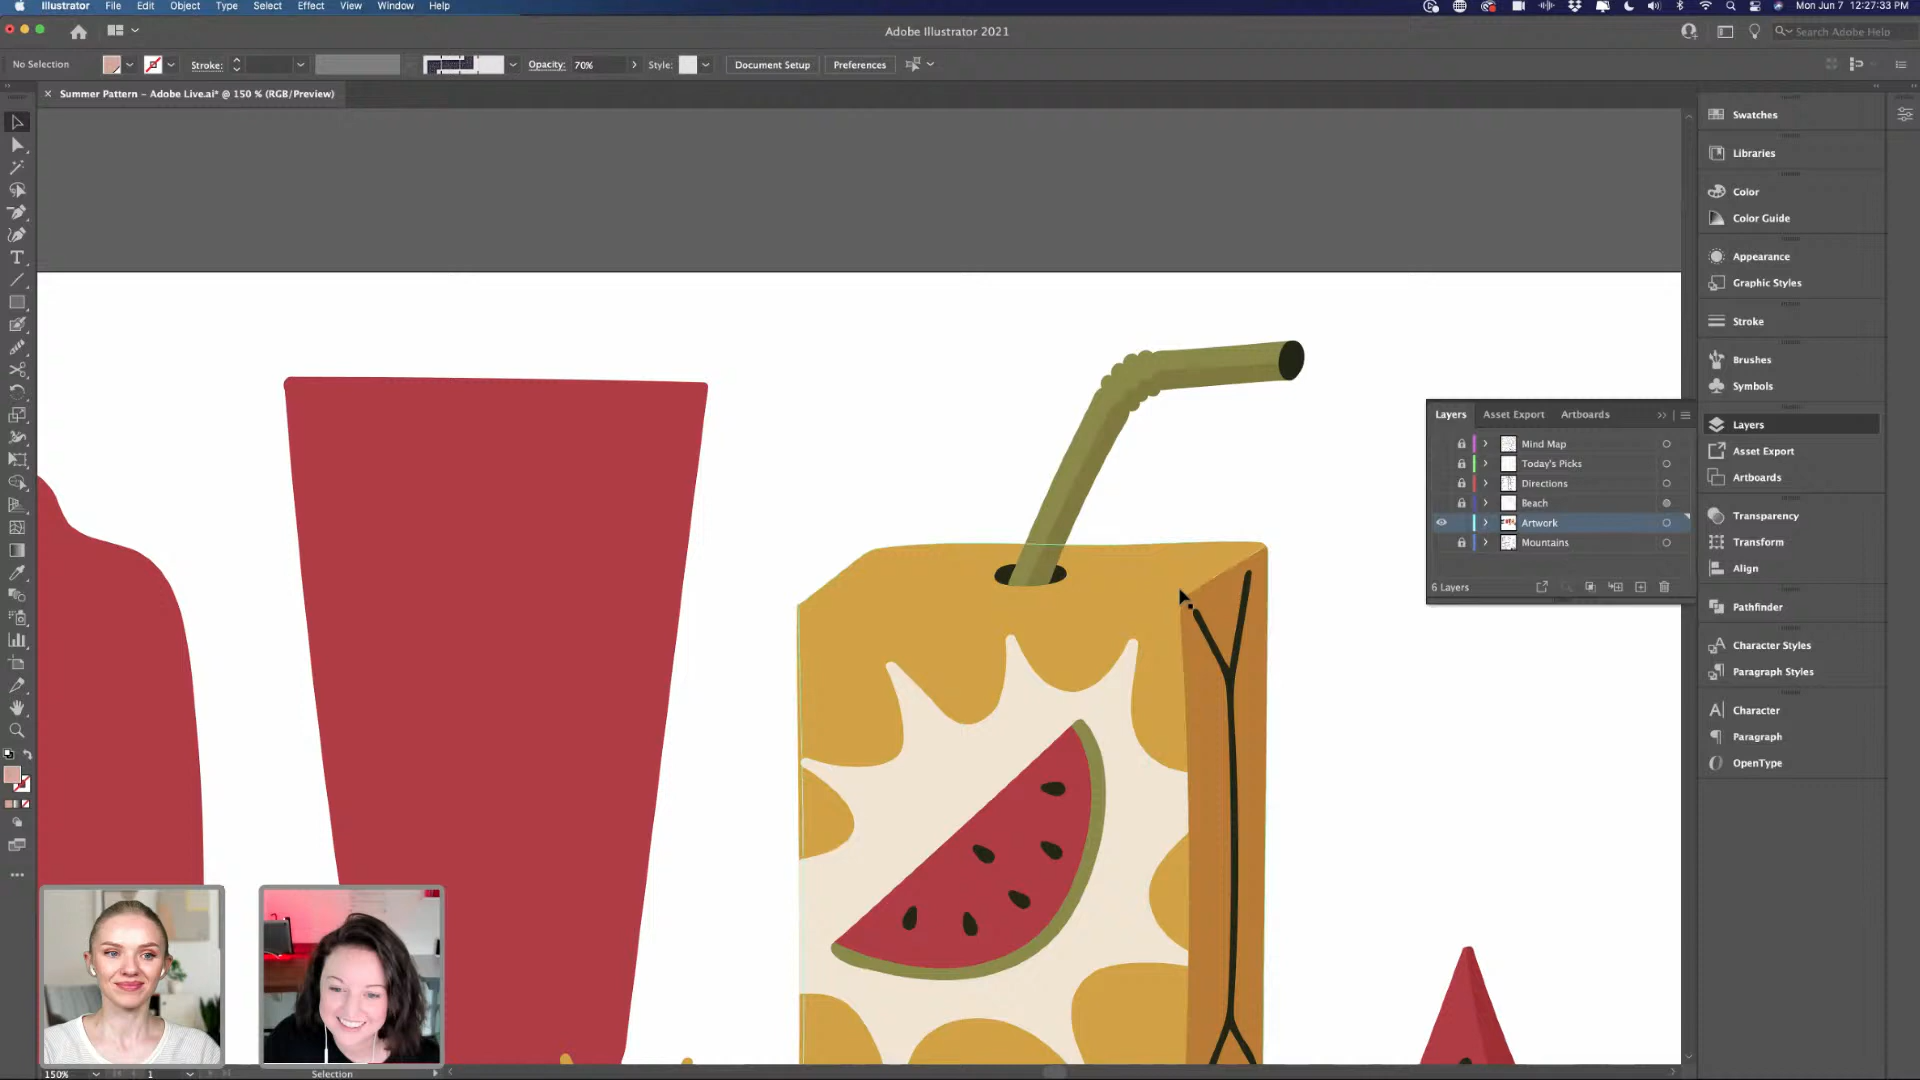 Illustrator File Edit Object Type Select Effect View Window Help
Mon Jun 7 12:27:33 PM
Adobe Illustrator 2021
Search Adobe Help
No Selection
Stroke:
Opacity: 70%
Style:
Document Setup
Preferences
Summer Pattern – Adobe Live.ai* @ 150 % (RGB/Preview)
Swatches
Libraries
Color
Color Guide
Appearance
Graphic Styles
Stroke
Brushes
Symbols
Layers
Asset Export
Artboards
Transparency
Transform
Align
Pathfinder
Character Styles
Paragraph Styles
Character
Paragraph
OpenType
Layers Asset Export Artboards
Mind Map
Today's Picks
Directions
Beach
Artwork
Mountains
6 Layers
150%
1
Selection